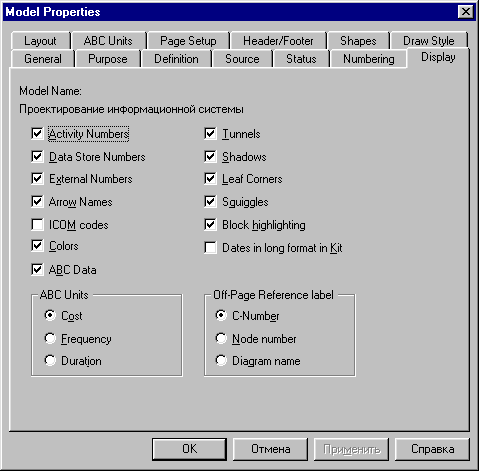 Model Properties
Layout ABC Units Page Setup Header/Footer Shapes Draw Style
General Purpose Definition Source Status Numbering Display
Model Name:
Проектирование информационной системы
Activity Numbers Tunnels
Data Store Numbers Shadows
External Numbers Leaf Corners
Arrow Names Squiggles
ICOM codes Block highlighting
Colors Dates in long format in Kit
ABC Data
ABC Units Off-Page Reference label
Cost C-Number
Frequency Node number
Duration Diagram name
OK Отмена Применить Справка